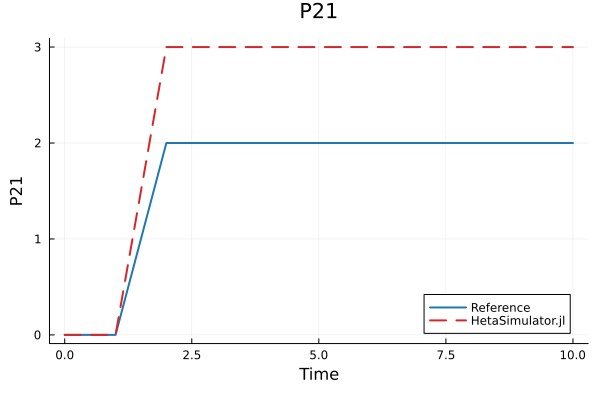 P21
3
2
1
0
P21
0.0 2.5 5.0 7.5 10.0
Time
Reference
HetaSimulator.jl